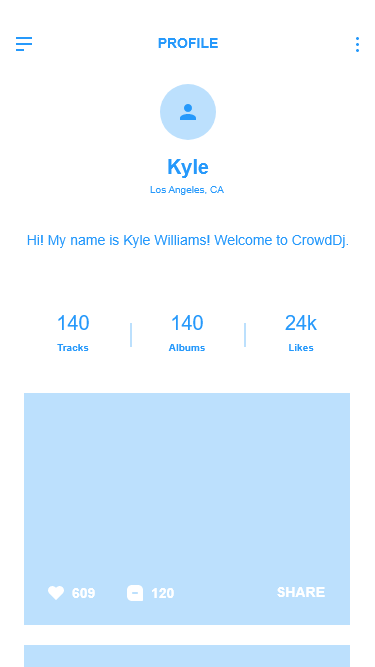 PROFILE
Kyle
Los Angeles, CA
Hi! My name is Kyle Williams! Welcome to CrowdDj.
140 140 24k
Tracks Albums Likes
609 120 SHARE